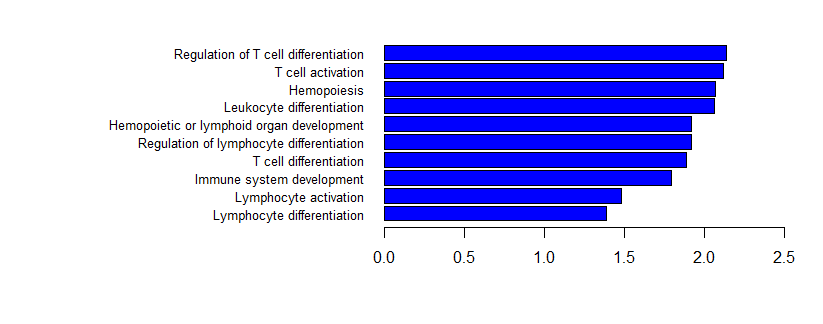 Regulation of T cell differentiation
T cell activation
Hemopoiesis
Leukocyte differentiation
Hemopoietic or lymphoid organ development
Regulation of lymphocyte differentiation
T cell differentiation
Immune system development
Lymphocyte activation
Lymphocyte differentiation
0.0 0.5 1.0 1.5 2.0 2.5